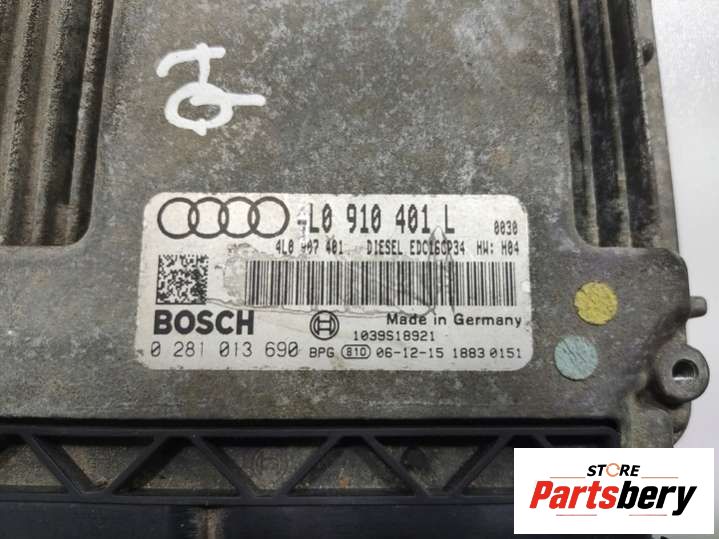 4L0 910 401 L 0030
4L0 907 401 DIESEL EDC16CP34 HW: H04
BOSCH Made in Germany
1039S18921
0 281 013 690 BPG 810 06-12-15 1883 0151
STORE
Partsbery